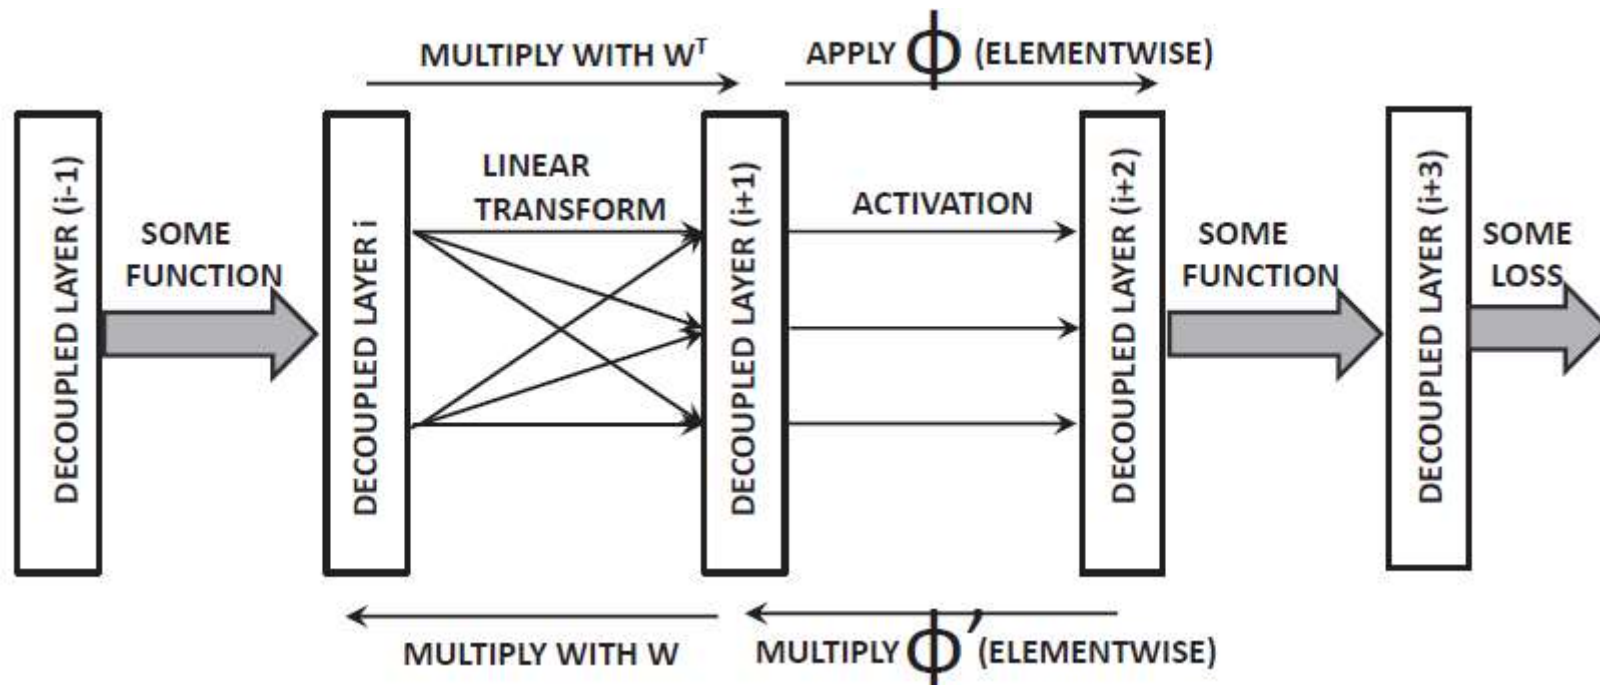 MULTIPLY WITH Wᵀ
APPLY ϕ (ELEMENTWISE)
DECOUPLED LAYER (i-1)
SOME
FUNCTION
DECOUPLED LAYER i
LINEAR
TRANSFORM
DECOUPLED LAYER (i+1)
ACTIVATION
DECOUPLED LAYER (i+2)
SOME
FUNCTION
DECOUPLED LAYER (i+3)
SOME
LOSS
MULTIPLY WITH W
MULTIPLY ϕ′ (ELEMENTWISE)